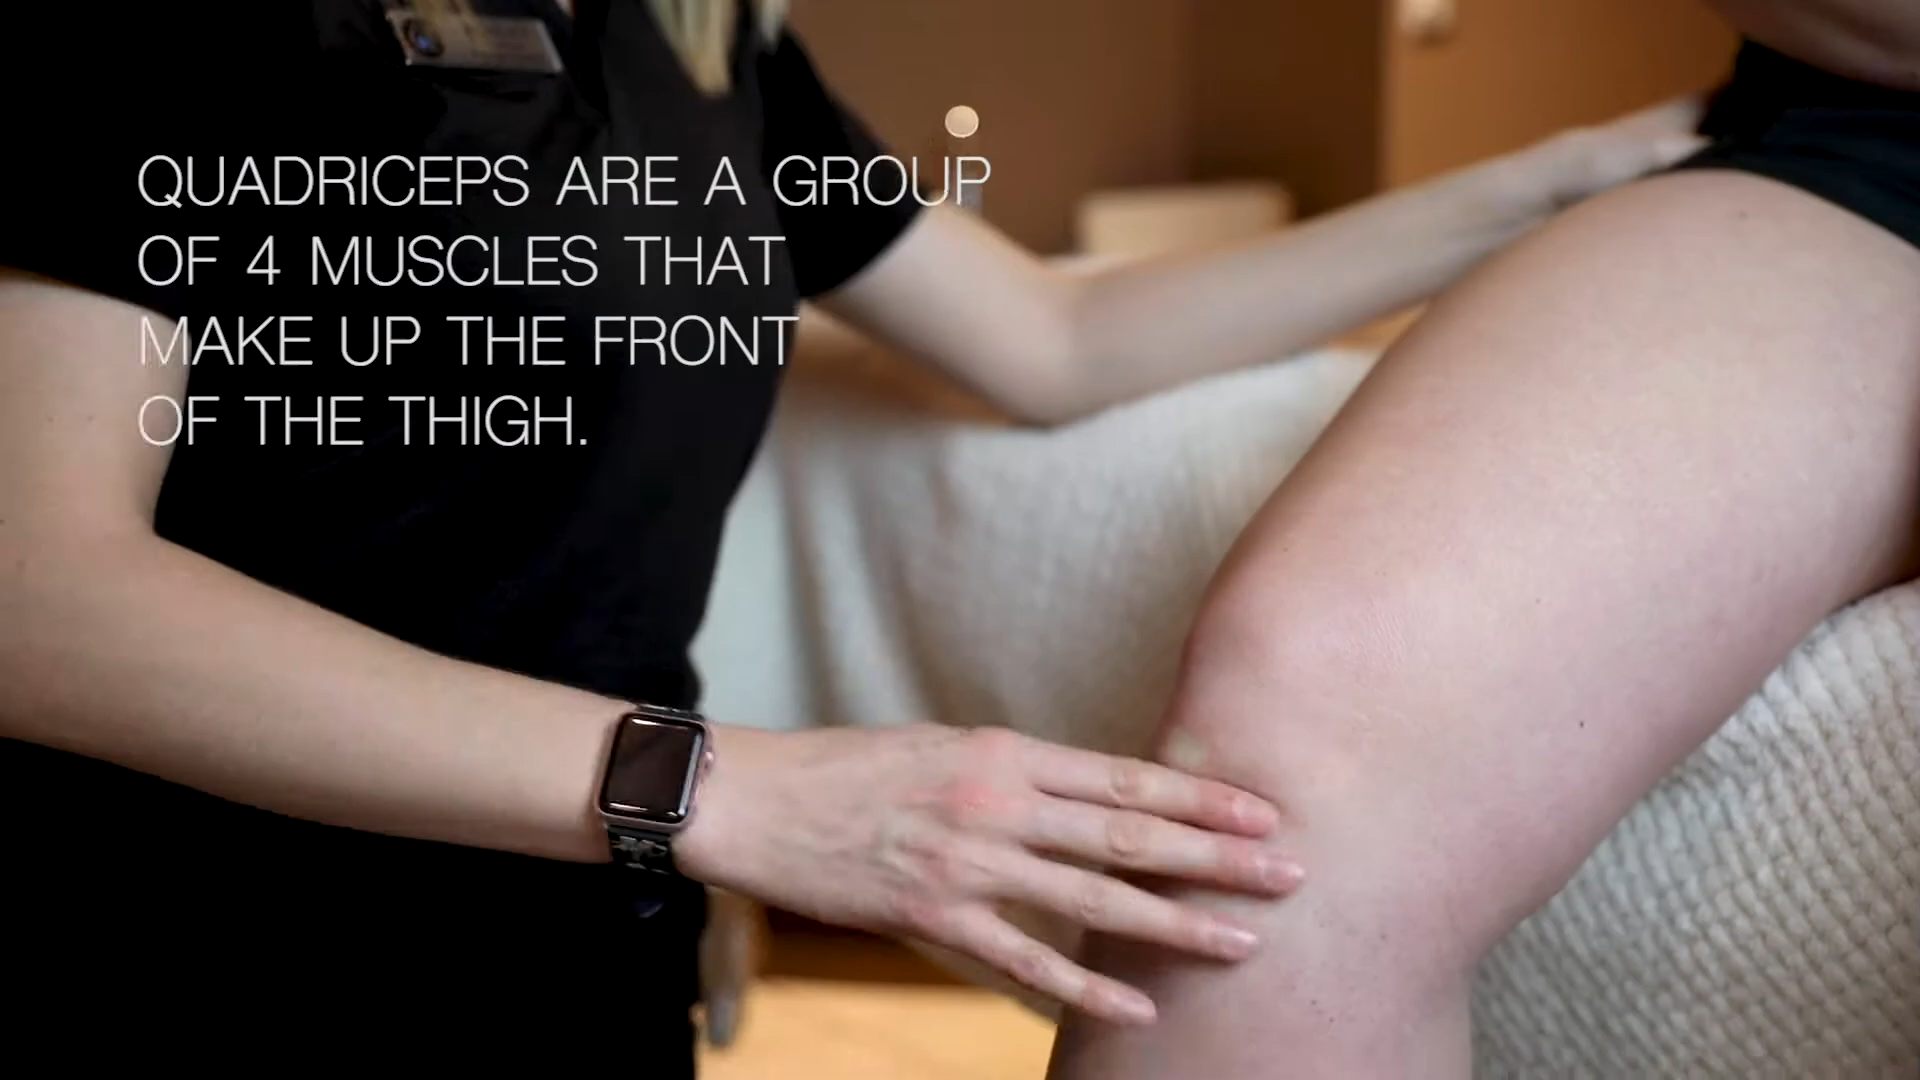 QUADRICEPS ARE A GROUP
OF 4 MUSCLES THAT
MAKE UP THE FRONT
OF THE THIGH.